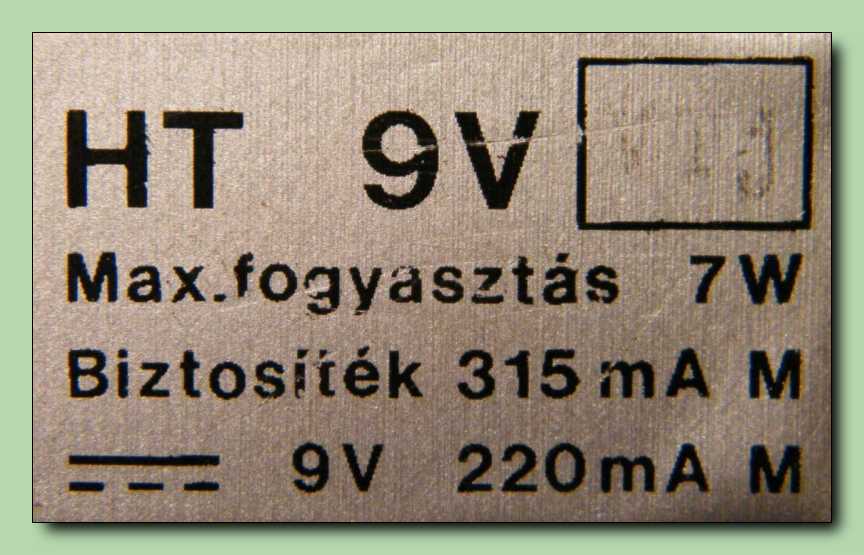 HT 9V
Max.fogyasztás 7W
Biztosíték 315mA M
9V 220mA M